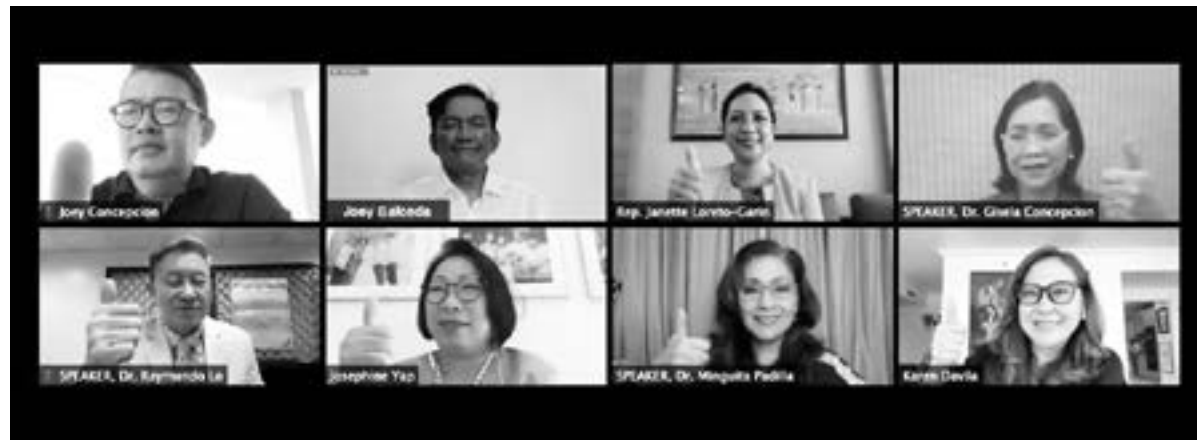 Joey Concepcion
Joey Galceda
Rep. Janette Loreto-Garin
SPEAKER, Dr. Gisela Concepcion
SPEAKER, Dr. Raymundo Lo
Josephine Yap
SPEAKER, Dr. Minguita Padilla
Karen Davila